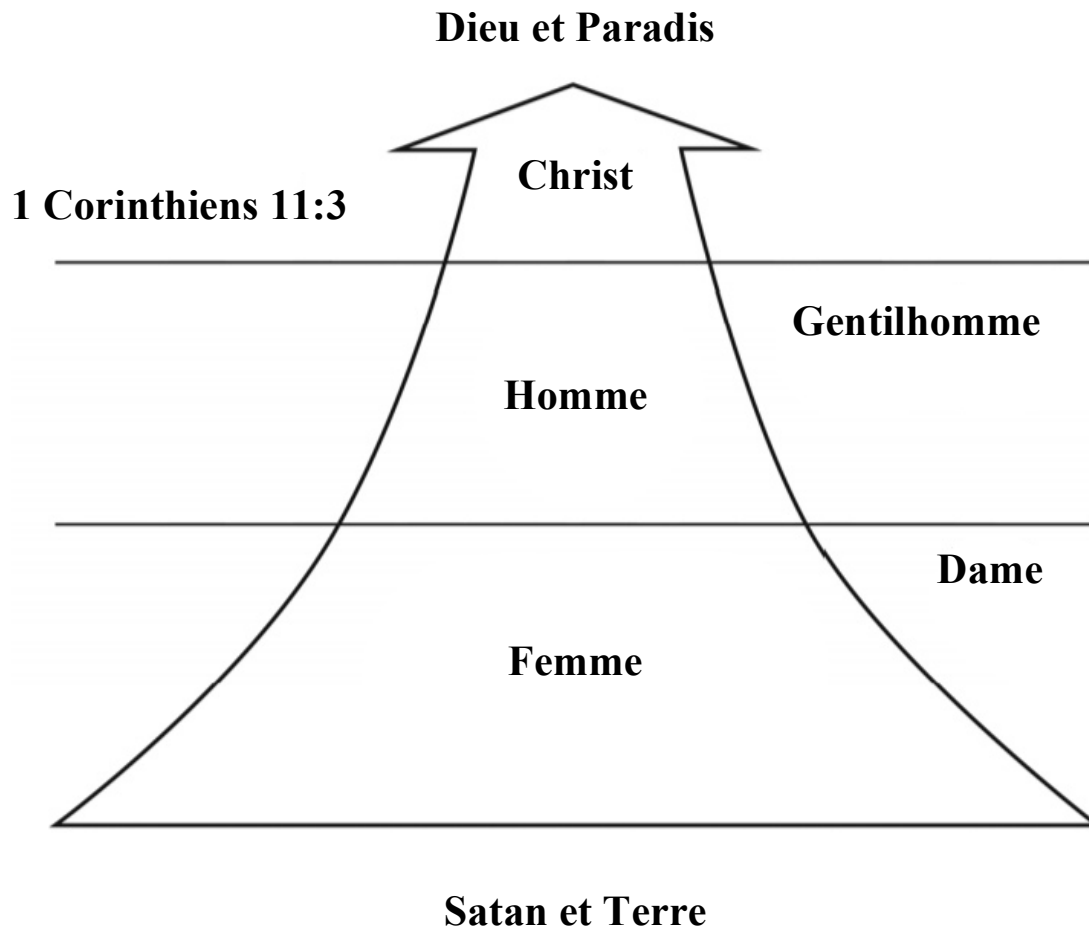 Dieu et Paradis
Christ
1 Corinthiens 11:3
Gentilhomme
Homme
Dame
Femme
Satan et Terre